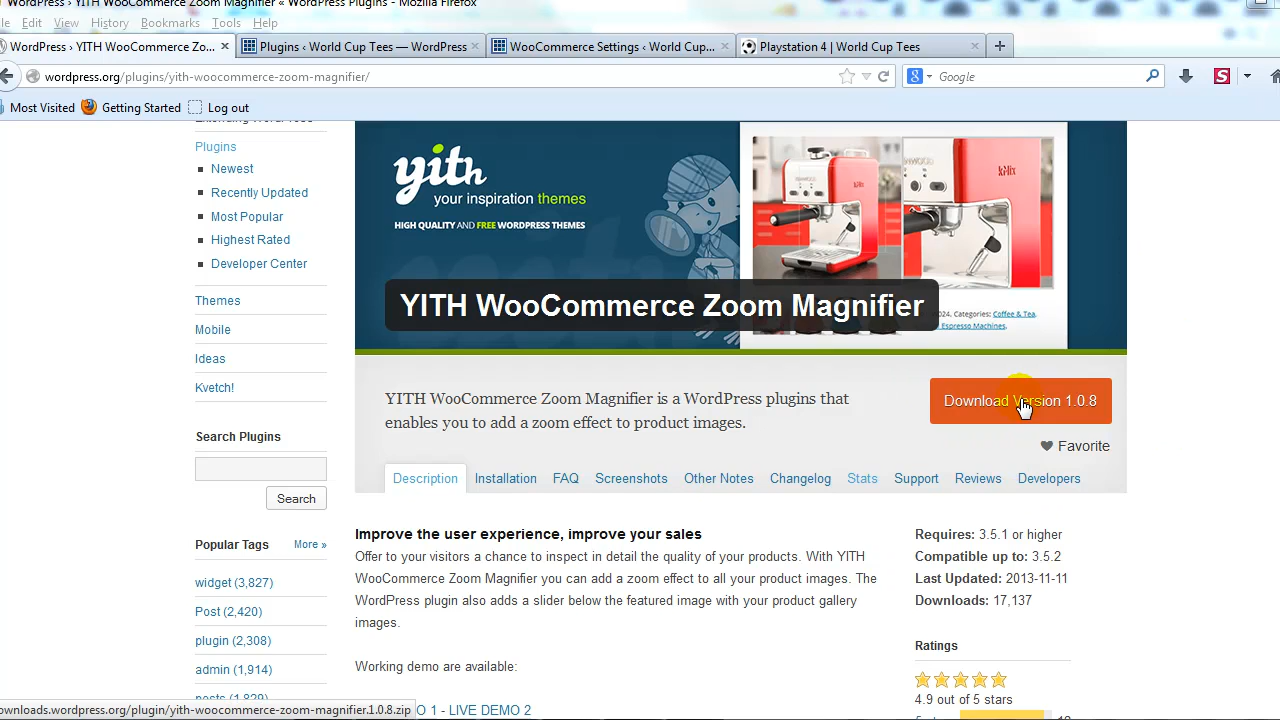 WordPress › YITH WooCommerce Zoom Magnifier « WordPress Plugins - Mozilla Firefox
Edit View History Bookmarks Tools Help
WordPress › YITH WooCommerce Zo... × Plugins ‹ World Cup Tees — WordPress × WooCommerce Settings ‹ World Cup... × Playstation 4 | World Cup Tees × +
wordpress.org/plugins/yith-woocommerce-zoom-magnifier/ Google
Most Visited Getting Started Log out
Extending WordPress
Plugins
Newest
Recently Updated
Most Popular
Highest Rated
Developer Center
Themes
Mobile
Ideas
Kvetch!
Search Plugins
Search
Popular Tags More »
widget (3,827)
Post (2,420)
plugin (2,308)
admin (1,914)
posts (1,829)
yith
your inspiration themes
HIGH QUALITY AND FREE WORDPRESS THEMES
2024. Categories: Coffee & Tea,
Espresso Machines,
YITH WooCommerce Zoom Magnifier
YITH WooCommerce Zoom Magnifier is a WordPress plugins that
enables you to add a zoom effect to product images.
Download Version 1.0.8
Favorite
Description Installation FAQ Screenshots Other Notes Changelog Stats Support Reviews Developers
Improve the user experience, improve your sales
Offer to your visitors a chance to inspect in detail the quality of your products. With YITH
WooCommerce Zoom Magnifier you can add a zoom effect to all your product images. The
WordPress plugin also adds a slider below the featured image with your product gallery
images.
Working demo are available:
O 1 - LIVE DEMO 2
Requires: 3.5.1 or higher
Compatible up to: 3.5.2
Last Updated: 2013-11-11
Downloads: 17,137
Ratings
4.9 out of 5 stars
ownloads.wordpress.org/plugin/yith-woocommerce-zoom-magnifier.1.0.8.zip